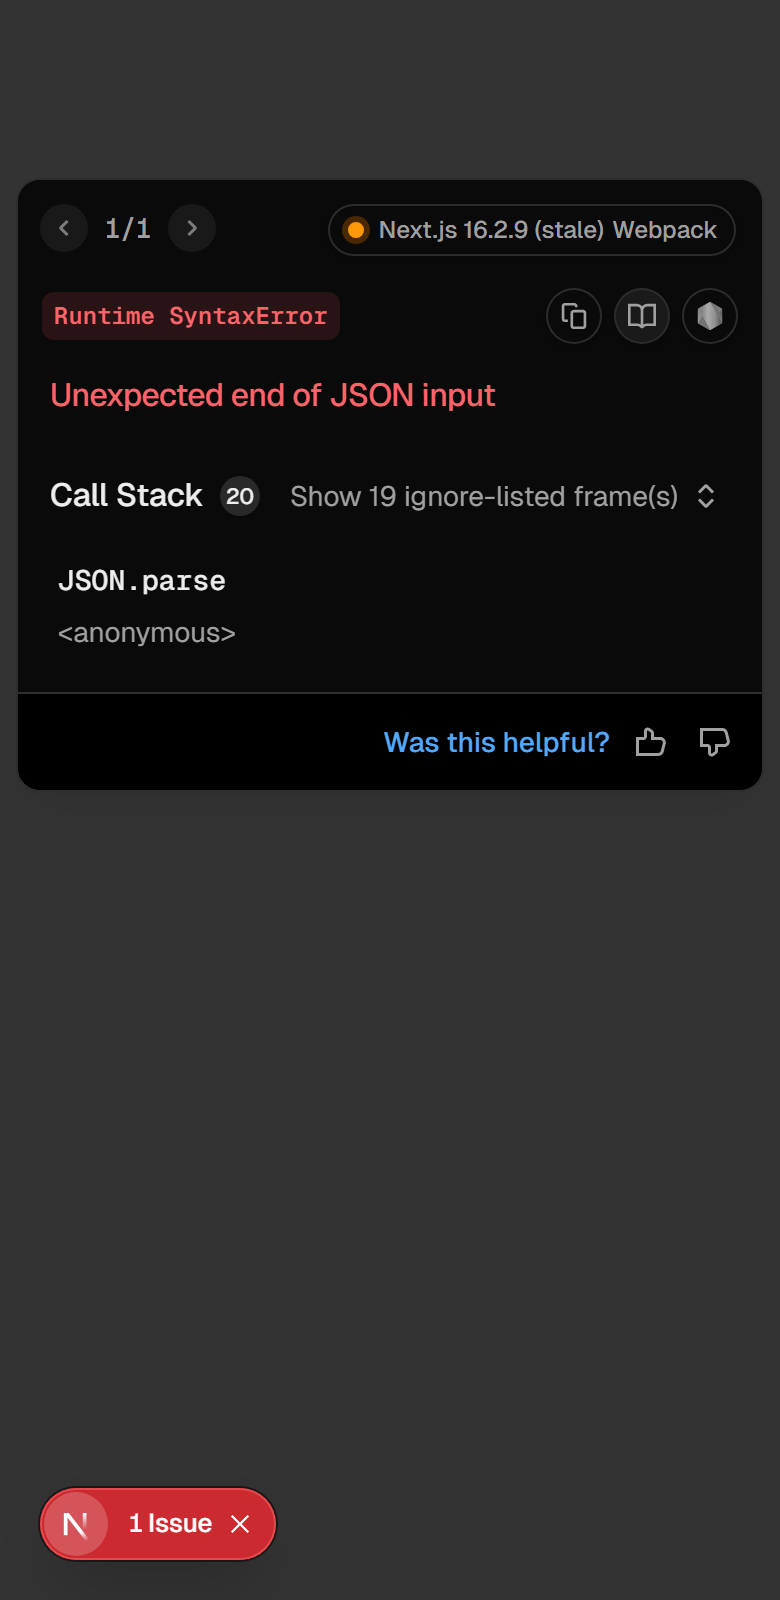 1/1
Next.js 16.2.9 (stale) Webpack
Runtime SyntaxError
Unexpected end of JSON input
Call Stack 20 Show 19 ignore-listed frame(s)
JSON.parse
<anonymous>
Was this helpful?
N 1 Issue